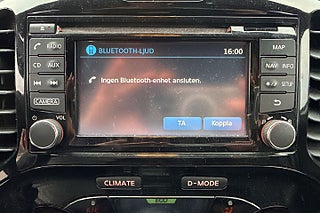 BLUETOOTH-LJUD 16:00
Ingen Bluetooth-enhet ansluten.
TA Koppla
RADIO
CD AUX
CAMERA
VOL
MAP
NAV INFO
SETUP
CLIMATE D-MODE
ECO